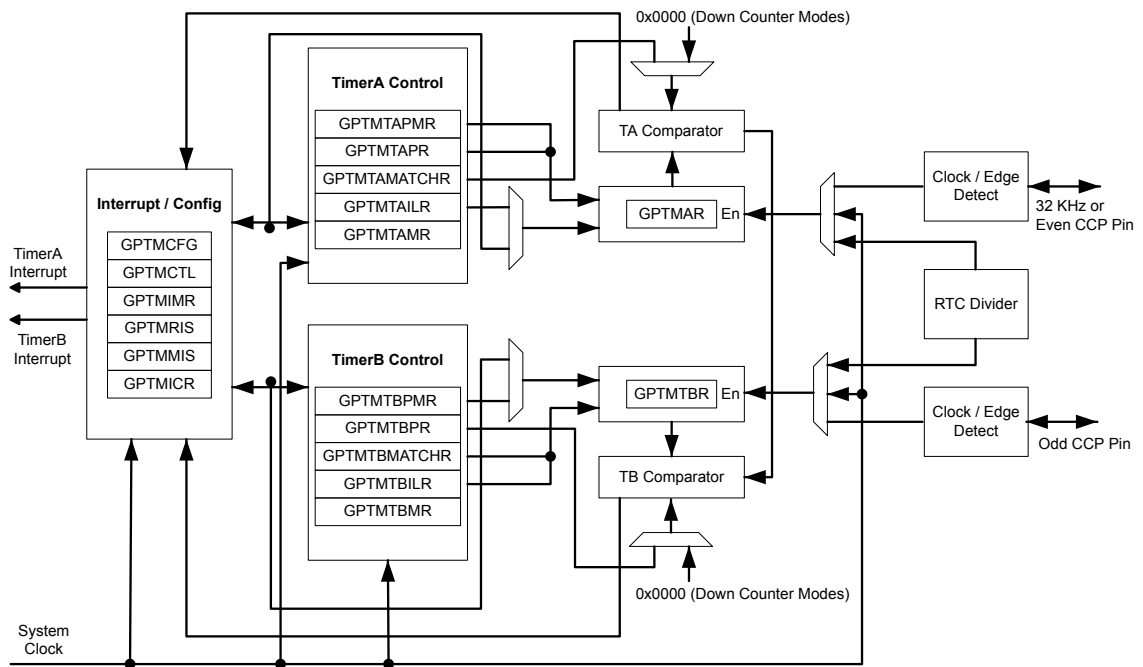 0x0000 (Down Counter Modes)
TimerA Control
GPTMTAPMR
GPTMTAPR
GPTMTAMATCHR
GPTMTAILR
GPTMTAMR
TA Comparator
GPTMAR
En
Clock / Edge
Detect
32 KHz or
Even CCP Pin
Interrupt / Config
GPTMCFG
GPTMCTL
GPTMIMR
GPTMRIS
GPTMMIS
GPTMICR
TimerA
Interrupt
TimerB
Interrupt
RTC Divider
TimerB Control
GPTMTBPMR
GPTMTBPR
GPTMTBMATCHR
GPTMTBILR
GPTMTBMR
GPTMTBR
En
TB Comparator
Clock / Edge
Detect
Odd CCP Pin
0x0000 (Down Counter Modes)
System
Clock